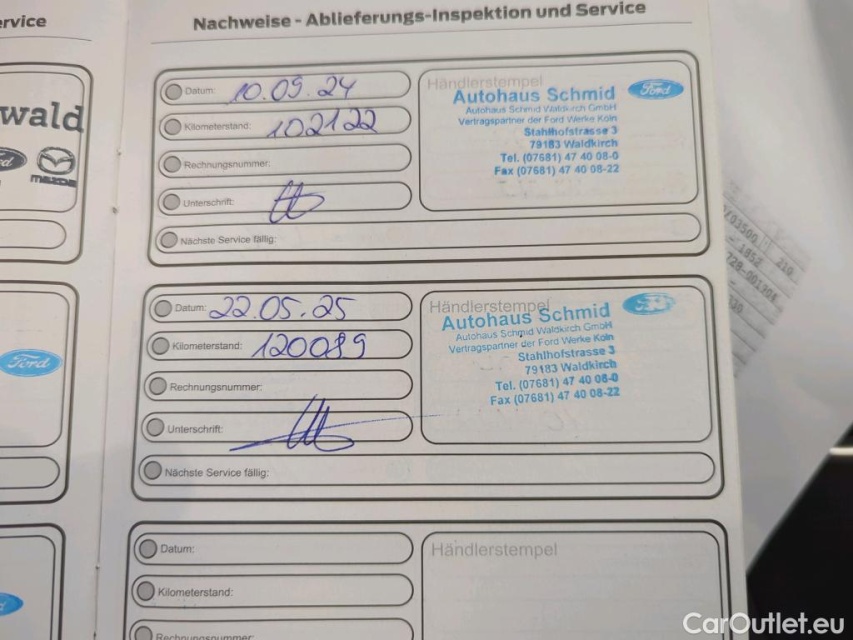 ervice
Nachweise - Ablieferungs-Inspektion und Service
wald
mazda
Datum: 10.09.24
Kilometerstand: 102122
Rechnungsnummer:
Unterschrift:
Nächste Service fällig:
Händlerstempel
Autohaus Schmid
Ford
Autohaus Schmid Waldkirch GmbH
Vertragspartner der Ford Werke Köln
Stahlhofstrasse 3
79183 Waldkirch
Tel. (07681) 47 40 08-0
Fax (07681) 47 40 08-22
Ford
Datum: 22.05.25
Kilometerstand: 120089
Rechnungsnummer:
Unterschrift:
Nächste Service fällig:
Händlerstempel
Autohaus Schmid
Ford
Autohaus Schmid Waldkirch GmbH
Vertragspartner der Ford Werke Köln
Stahlhofstrasse 3
79183 Waldkirch
Tel. (07681) 47 40 08-0
Fax (07681) 47 40 08-22
Datum:
Kilometerstand:
Rechnungsnummer:
Händlerstempel
CarOutlet.eu